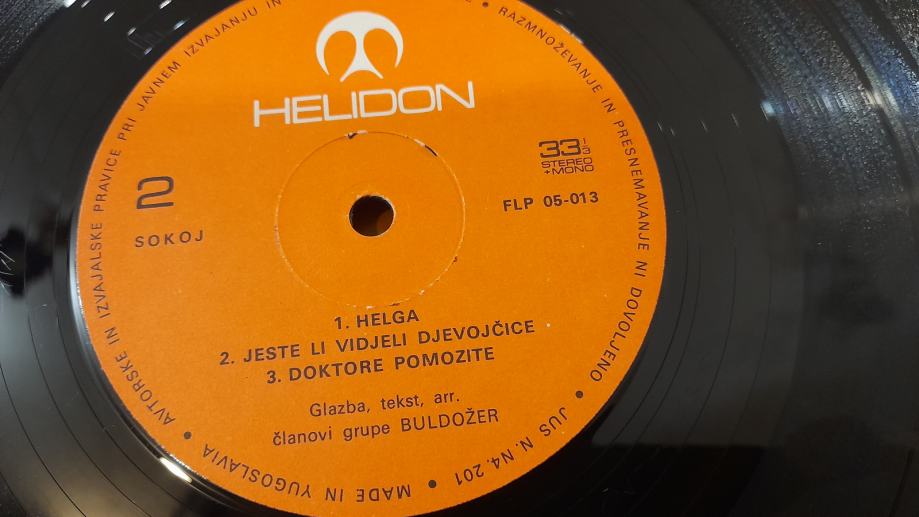 HELIDON
33 1/3
STEREO
+MONO
2
FLP 05-013
SOKOJ
1. HELGA
2. JESTE LI VIDJELI DJEVOJČICE
3. DOKTORE POMOZITE
Glazba, tekst, arr.
članovi grupe BULDOŽER
AVTORSKE IN IZVAJALSKE PRAVICE PRI JAVNEM IZVAJANJU IN
• RAZMNOŽEVANJE IN PRESNEMAVANJE NI DOVOLJENO • JUS N. N4. 201 • MADE IN YUGOSLAVIA •